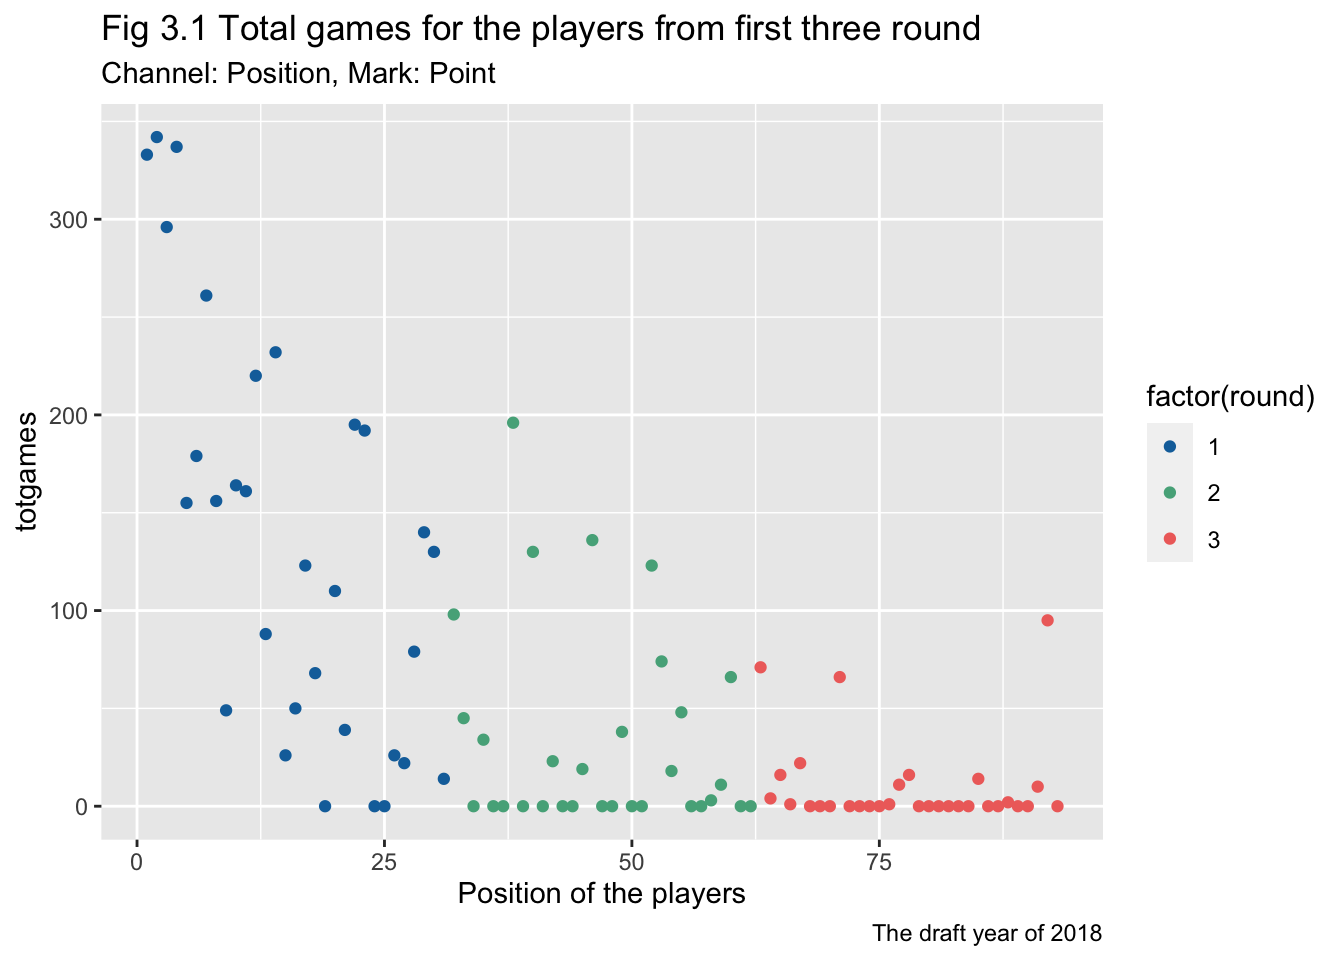 Fig 3.1 Total games for the players from first three round
Channel: Position, Mark: Point
300
200
100
0
totgames
0 25 50 75
Position of the players
factor(round)
1
2
3
The draft year of 2018